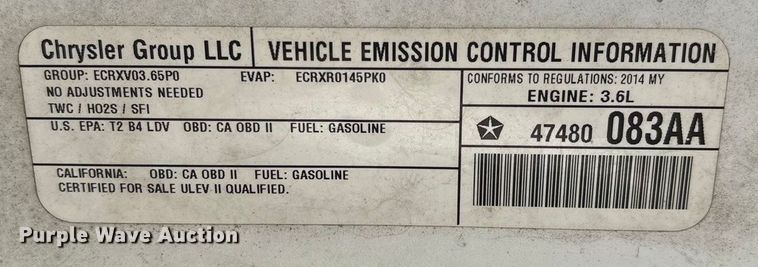 Chrysler Group LLC VEHICLE EMISSION CONTROL INFORMATION
GROUP: ECRXV03.65P0 EVAP: ECRXR0145PK0
NO ADJUSTMENTS NEEDED
TWC / HO2S / SFI
CONFORMS TO REGULATIONS: 2014 MY
ENGINE: 3.6L
U.S. EPA: T2 B4 LDV OBD: CA OBD II FUEL: GASOLINE
47480 083AA
CALIFORNIA: OBD: CA OBD II FUEL: GASOLINE
CERTIFIED FOR SALE ULEV II QUALIFIED.
Purple Wave Auction